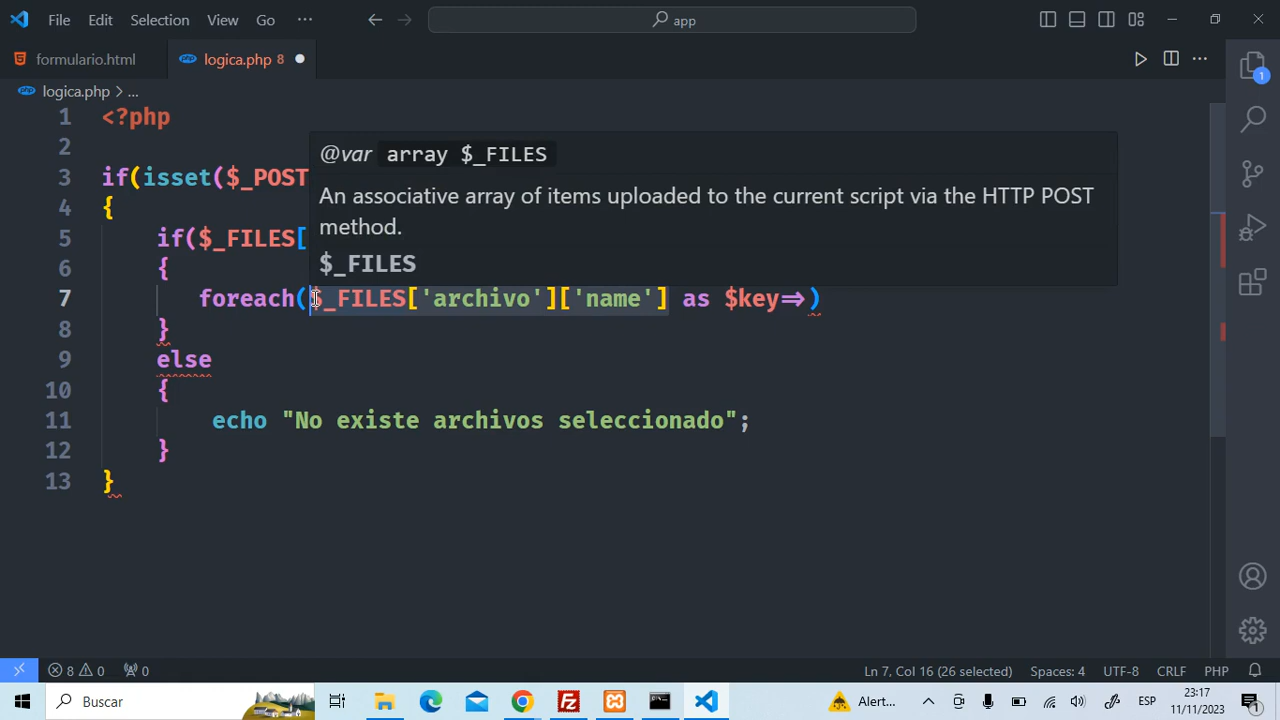 File Edit Selection View Go ··· app
formulario.html logica.php 8
logica.php > ...
1 <?php
2
@var array $_FILES
3 if(isset($_POST
An associative array of items uploaded to the current script via the HTTP POST
4 {
method.
5 if($_FILES[
$_FILES
6 {
7 foreach($_FILES['archivo']['name'] as $key=>)
8 }
9 else
10 {
11 echo "No existe archivos seleccionado";
12 }
13 }
1
8 0 0 Ln 7, Col 16 (26 selected) Spaces: 4 UTF-8 CRLF PHP
Buscar Alert... ESP 23:17
11/11/2023 1